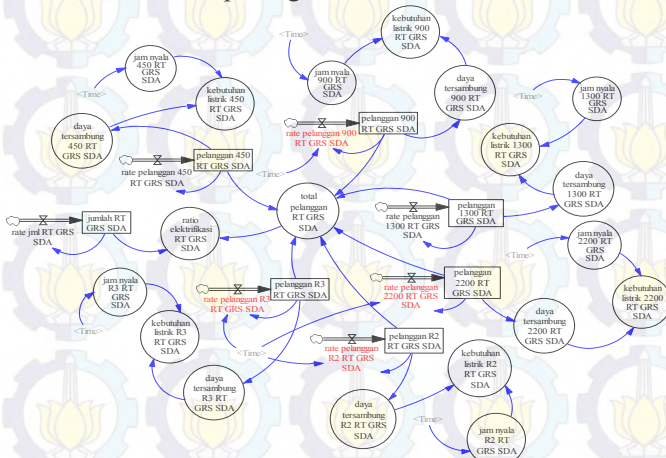 jam nyala
450 RT
GRS
SDA
<Time>
kebutuhan
listrik 450
RT GRS
SDA
daya
tersambung
450 RT
GRS SDA
pelanggan 450
RT GRS SDA
rate pelanggan 450
RT GRS SDA
<Time>
jam nyala
900 RT
GRS
SDA
kebutuhan
listrik 900
RT GRS
SDA
daya
tersambung
900 RT
GRS SDA
pelanggan 900
RT GRS SDA
rate pelanggan 900
RT GRS SDA
<Time>
<Time>
jam nyala
1300 RT
GRS
SDA
kebutuhan
listrik 1300
RT GRS
SDA
daya
tersambung
1300 RT
GRS SDA
pelanggan
1300 RT
GRS SDA
rate pelanggan
1300 RT GRS
SDA
total
pelanggan
RT GRS
SDA
jumlah RT
GRS SDA
rate jml RT GRS
SDA
ratio
elektrifikasi
RT GRS
SDA
<Time>
jam nyala
2200 RT
GRS
SDA
kebutuhan
listrik 2200
RT GRS
SDA
daya
tersambung
2200 RT
GRS SDA
pelanggan
2200 RT
GRS SDA
rate pelanggan
2200 RT GRS
SDA
jam nyala
R3 RT
GRS
SDA
<Time>
kebutuhan
listrik R3
RT GRS
SDA
daya
tersambung
R3 RT
GRS SDA
pelanggan R3
RT GRS SDA
rate pelanggan R3
RT GRS SDA
<Time>
pelanggan R2
RT GRS SDA
rate pelanggan
R2 RT GRS
SDA
kebutuhan
listrik R2
RT GRS
SDA
daya
tersambung
R2 RT GRS
SDA
<Time>
jam nyala
R2 RT
GRS SDA